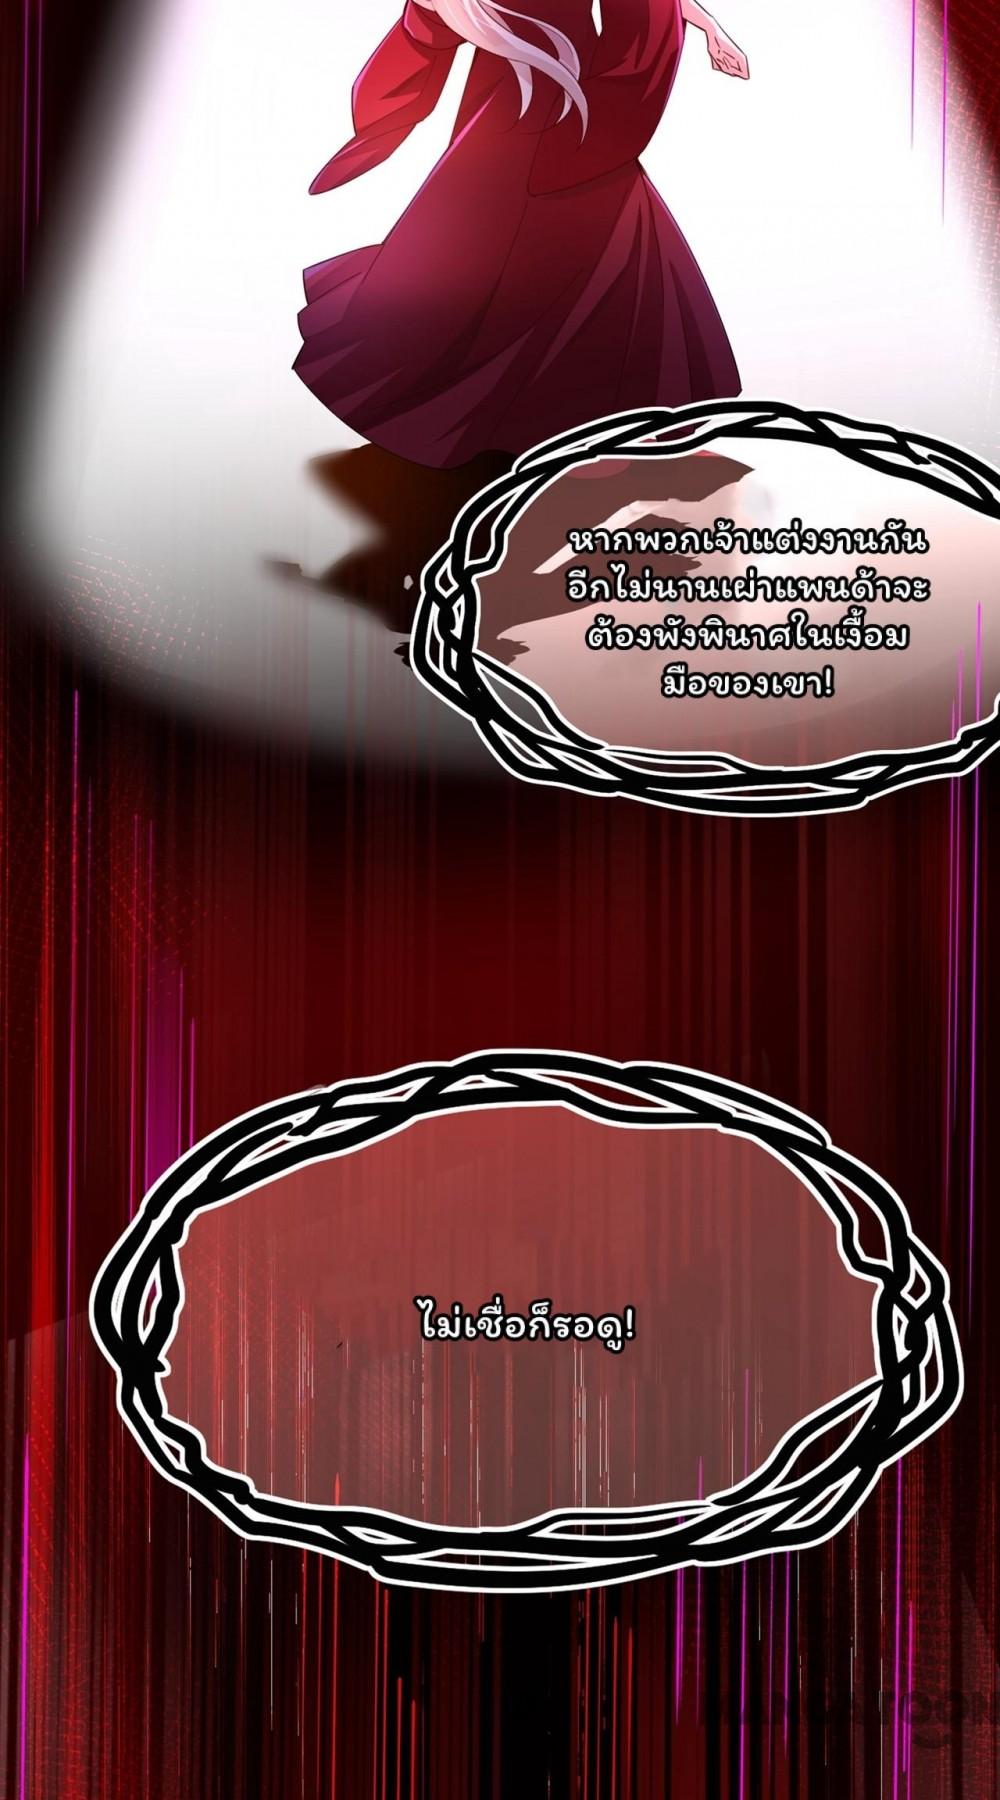 หากพวกเจ้าแต่งงานกัน
อีกไม่นานเผ่าแพนด้าจะ
ต้องพังพินาศในเงื้อม
มือของเขา!
ไม่เชื่อก็รอดู!